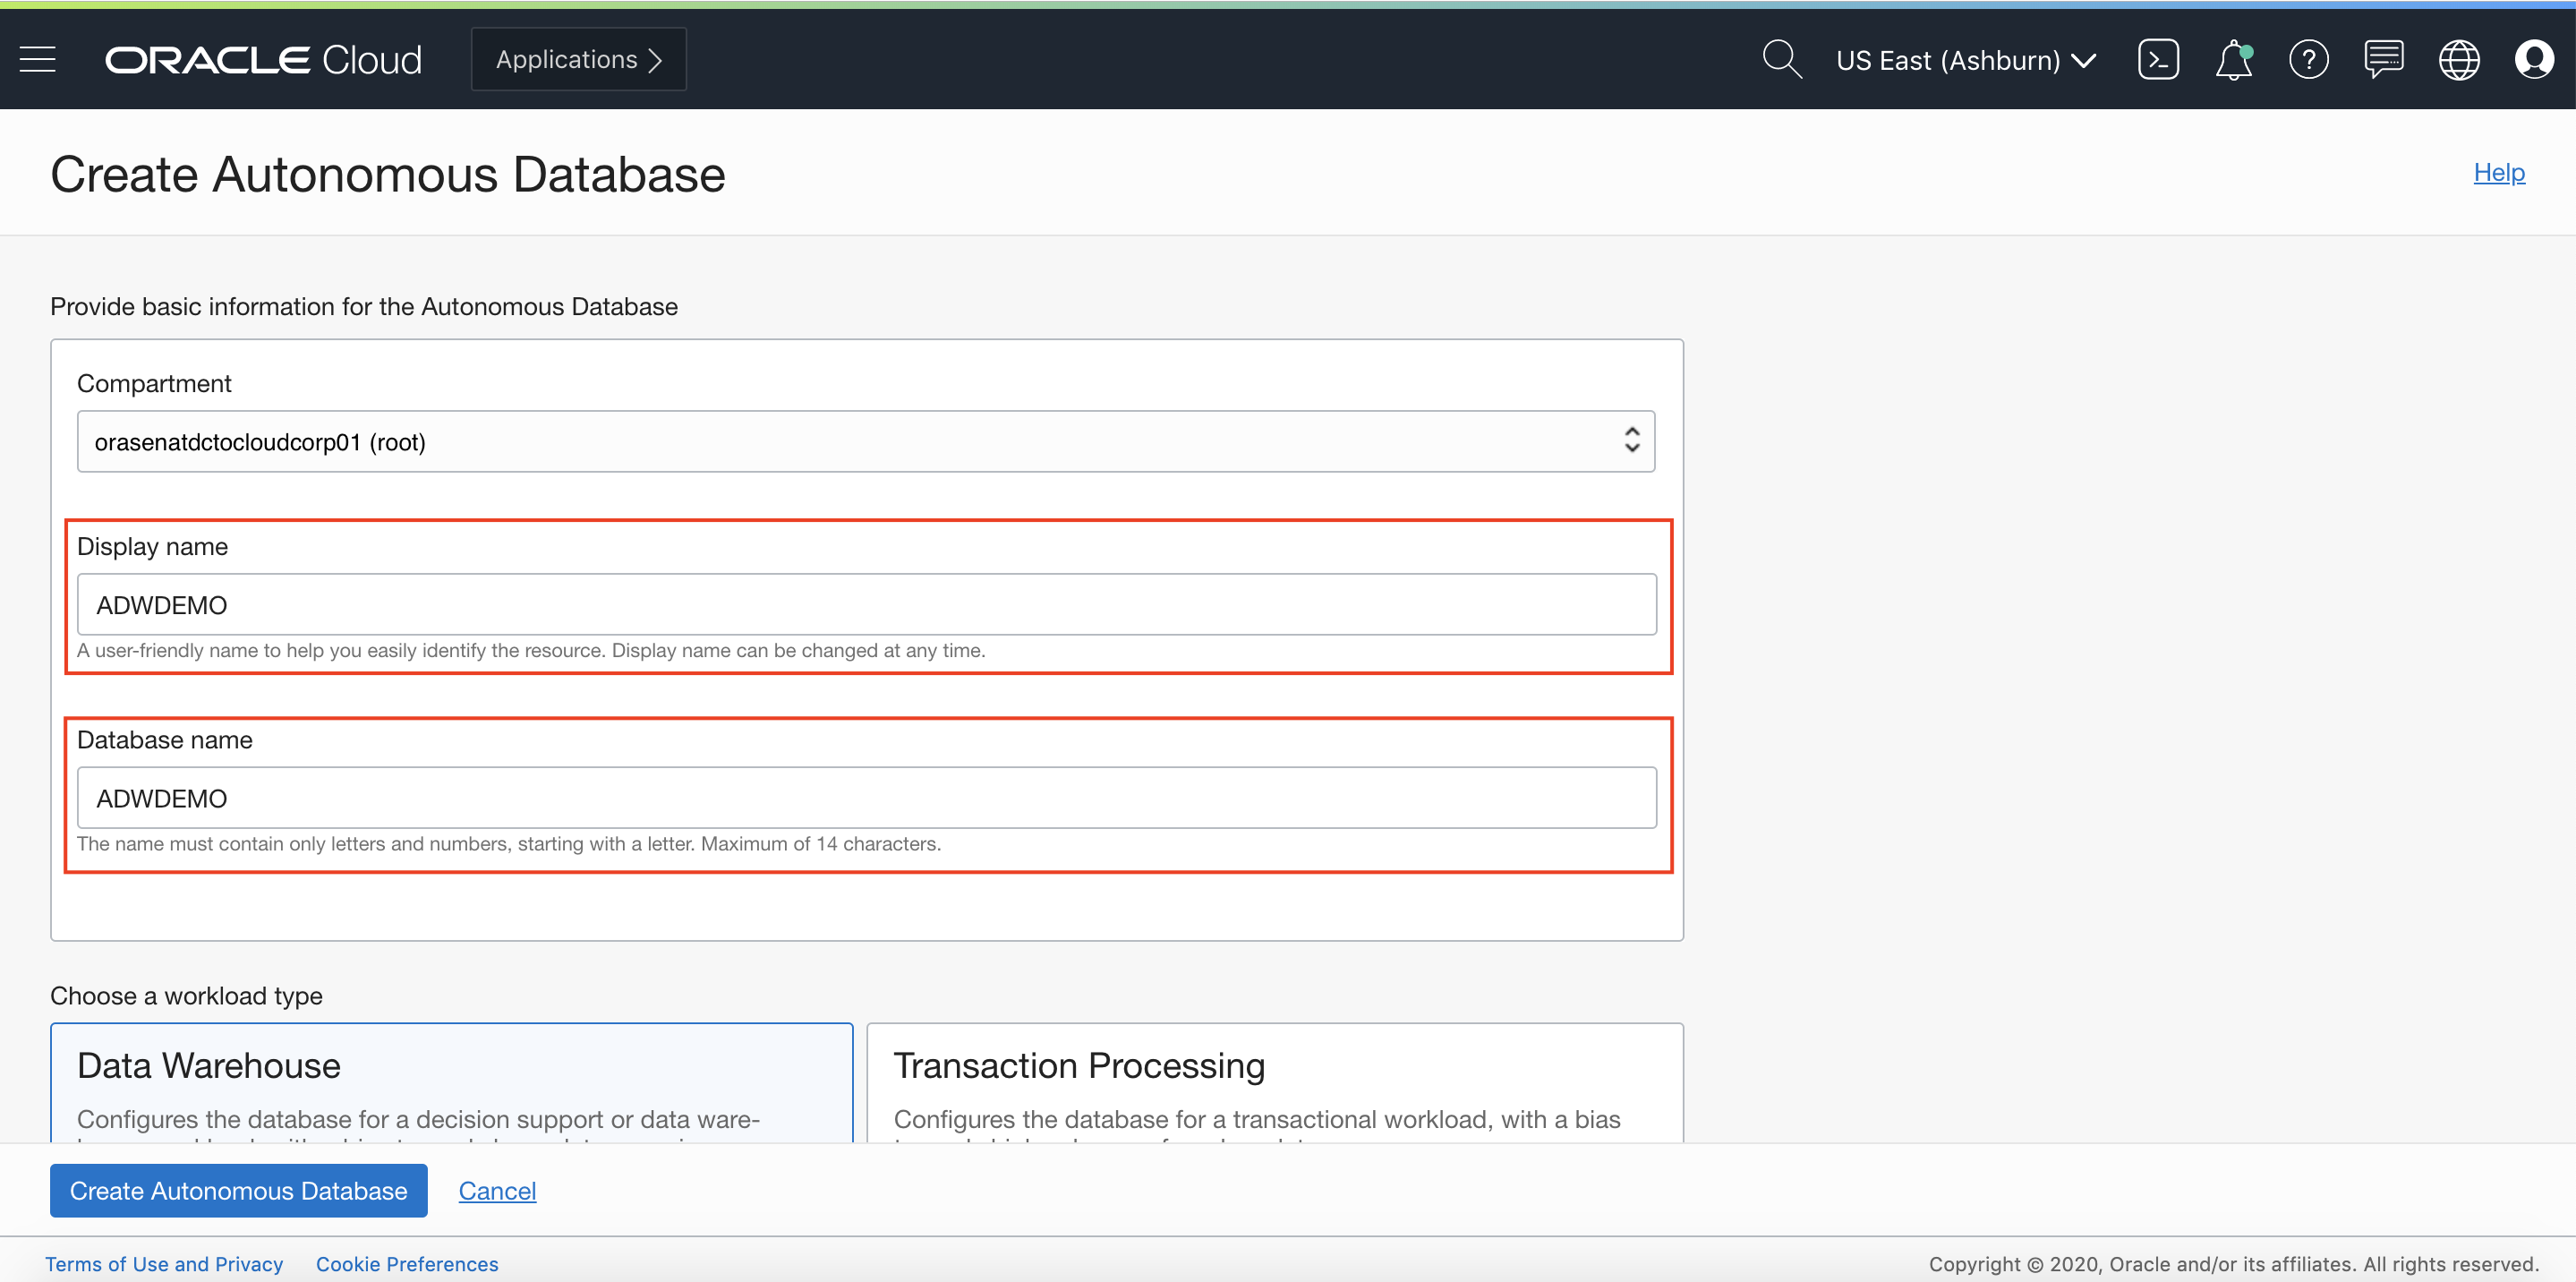 ORACLE Cloud
Applications
US East (Ashburn)
Create Autonomous Database
Help
Provide basic information for the Autonomous Database
Compartment
orasenatdctocloudcorp01 (root)
Display name
ADWDEMO
A user-friendly name to help you easily identify the resource. Display name can be changed at any time.
Database name
ADWDEMO
The name must contain only letters and numbers, starting with a letter. Maximum of 14 characters.
Choose a workload type
Data Warehouse
Configures the database for a decision support or data ware-
Transaction Processing
Configures the database for a transactional workload, with a bias
Create Autonomous Database
Cancel
Terms of Use and Privacy
Cookie Preferences
Copyright © 2020, Oracle and/or its affiliates. All rights reserved.